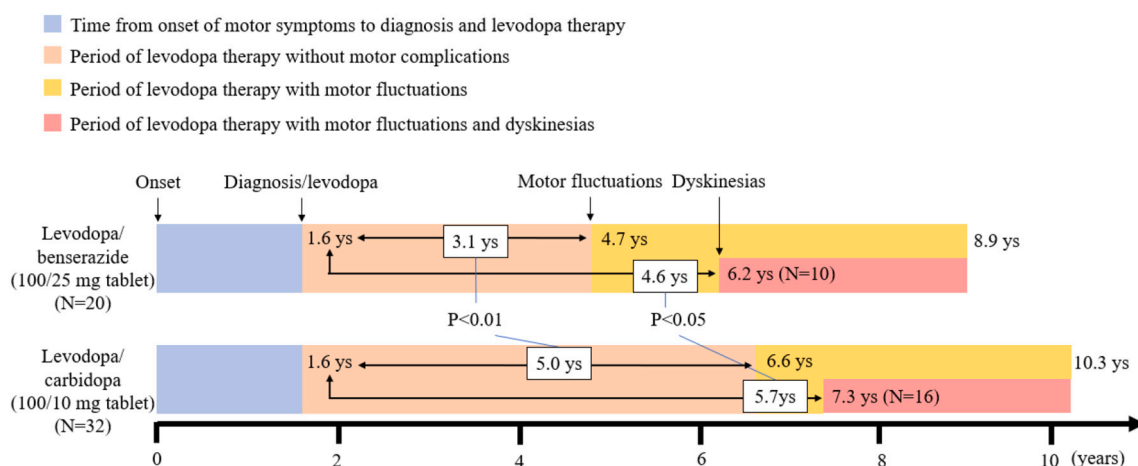 Time from onset of motor symptoms to diagnosis and levodopa therapy
Period of levodopa therapy without motor complications
Period of levodopa therapy with motor fluctuations
Period of levodopa therapy with motor fluctuations and dyskinesias
Onset
Diagnosis/levodopa
Motor fluctuations
Dyskinesias
Levodopa/
benserazide
(100/25 mg tablet)
(N=20)
1.6 ys
3.1 ys
4.7 ys
8.9 ys
4.6 ys
6.2 ys (N=10)
P<0.01
P<0.05
Levodopa/
carbidopa
(100/10 mg tablet)
(N=32)
1.6 ys
5.0 ys
6.6 ys
10.3 ys
5.7ys
7.3 ys (N=16)
0
2
4
6
8
10
(years)